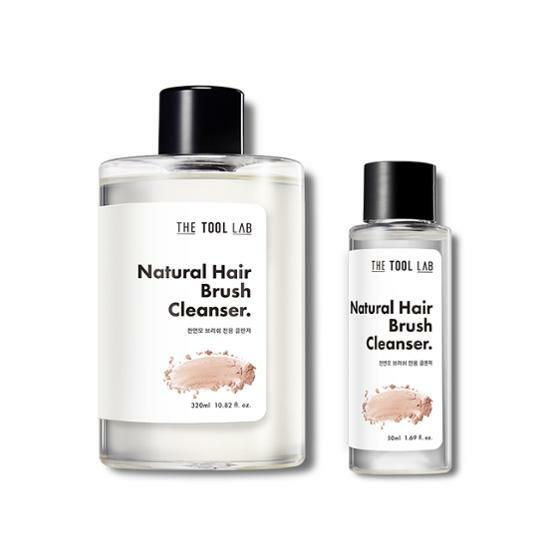 THE TOOL LAB
Natural Hair
Brush
Cleanser.
천연모 브러쉬 전용 클렌저
320ml 10.82 fl. oz.
THE TOOL LAB
Natural Hair
Brush
Cleanser.
천연모 브러쉬 전용 클렌저
50ml 1.69 fl. oz.